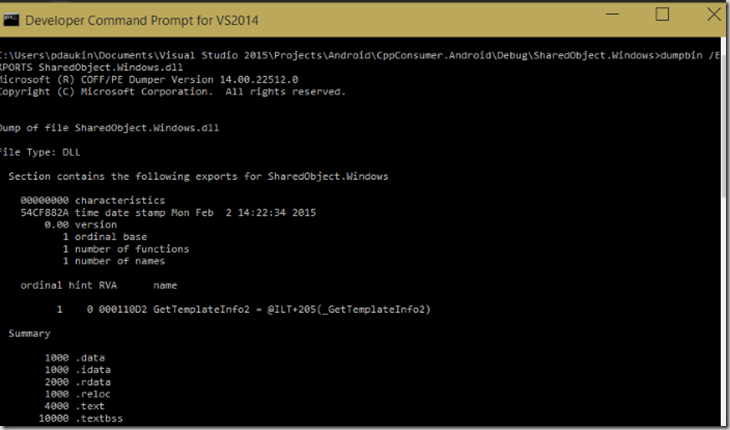 Developer Command Prompt for VS2014
C:\Users\pdaukin\Documents\Visual Studio 2015\Projects\Android\CppConsumer.Android\Debug\SharedObject.Windows>dumpbin /E
XPORTS SharedObject.Windows.dll
Microsoft (R) COFF/PE Dumper Version 14.00.22512.0
Copyright (C) Microsoft Corporation.  All rights reserved.
Dump of file SharedObject.Windows.dll
File Type: DLL
Section contains the following exports for SharedObject.Windows
00000000 characteristics
54CF882A time date stamp Mon Feb  2 14:22:34 2015
0.00 version
1 ordinal base
1 number of functions
1 number of names
ordinal hint RVA      name
1    0 000110D2 GetTemplateInfo2 = @ILT+205(_GetTemplateInfo2)
Summary
1000 .data
1000 .idata
2000 .rdata
1000 .reloc
4000 .text
10000 .textbss